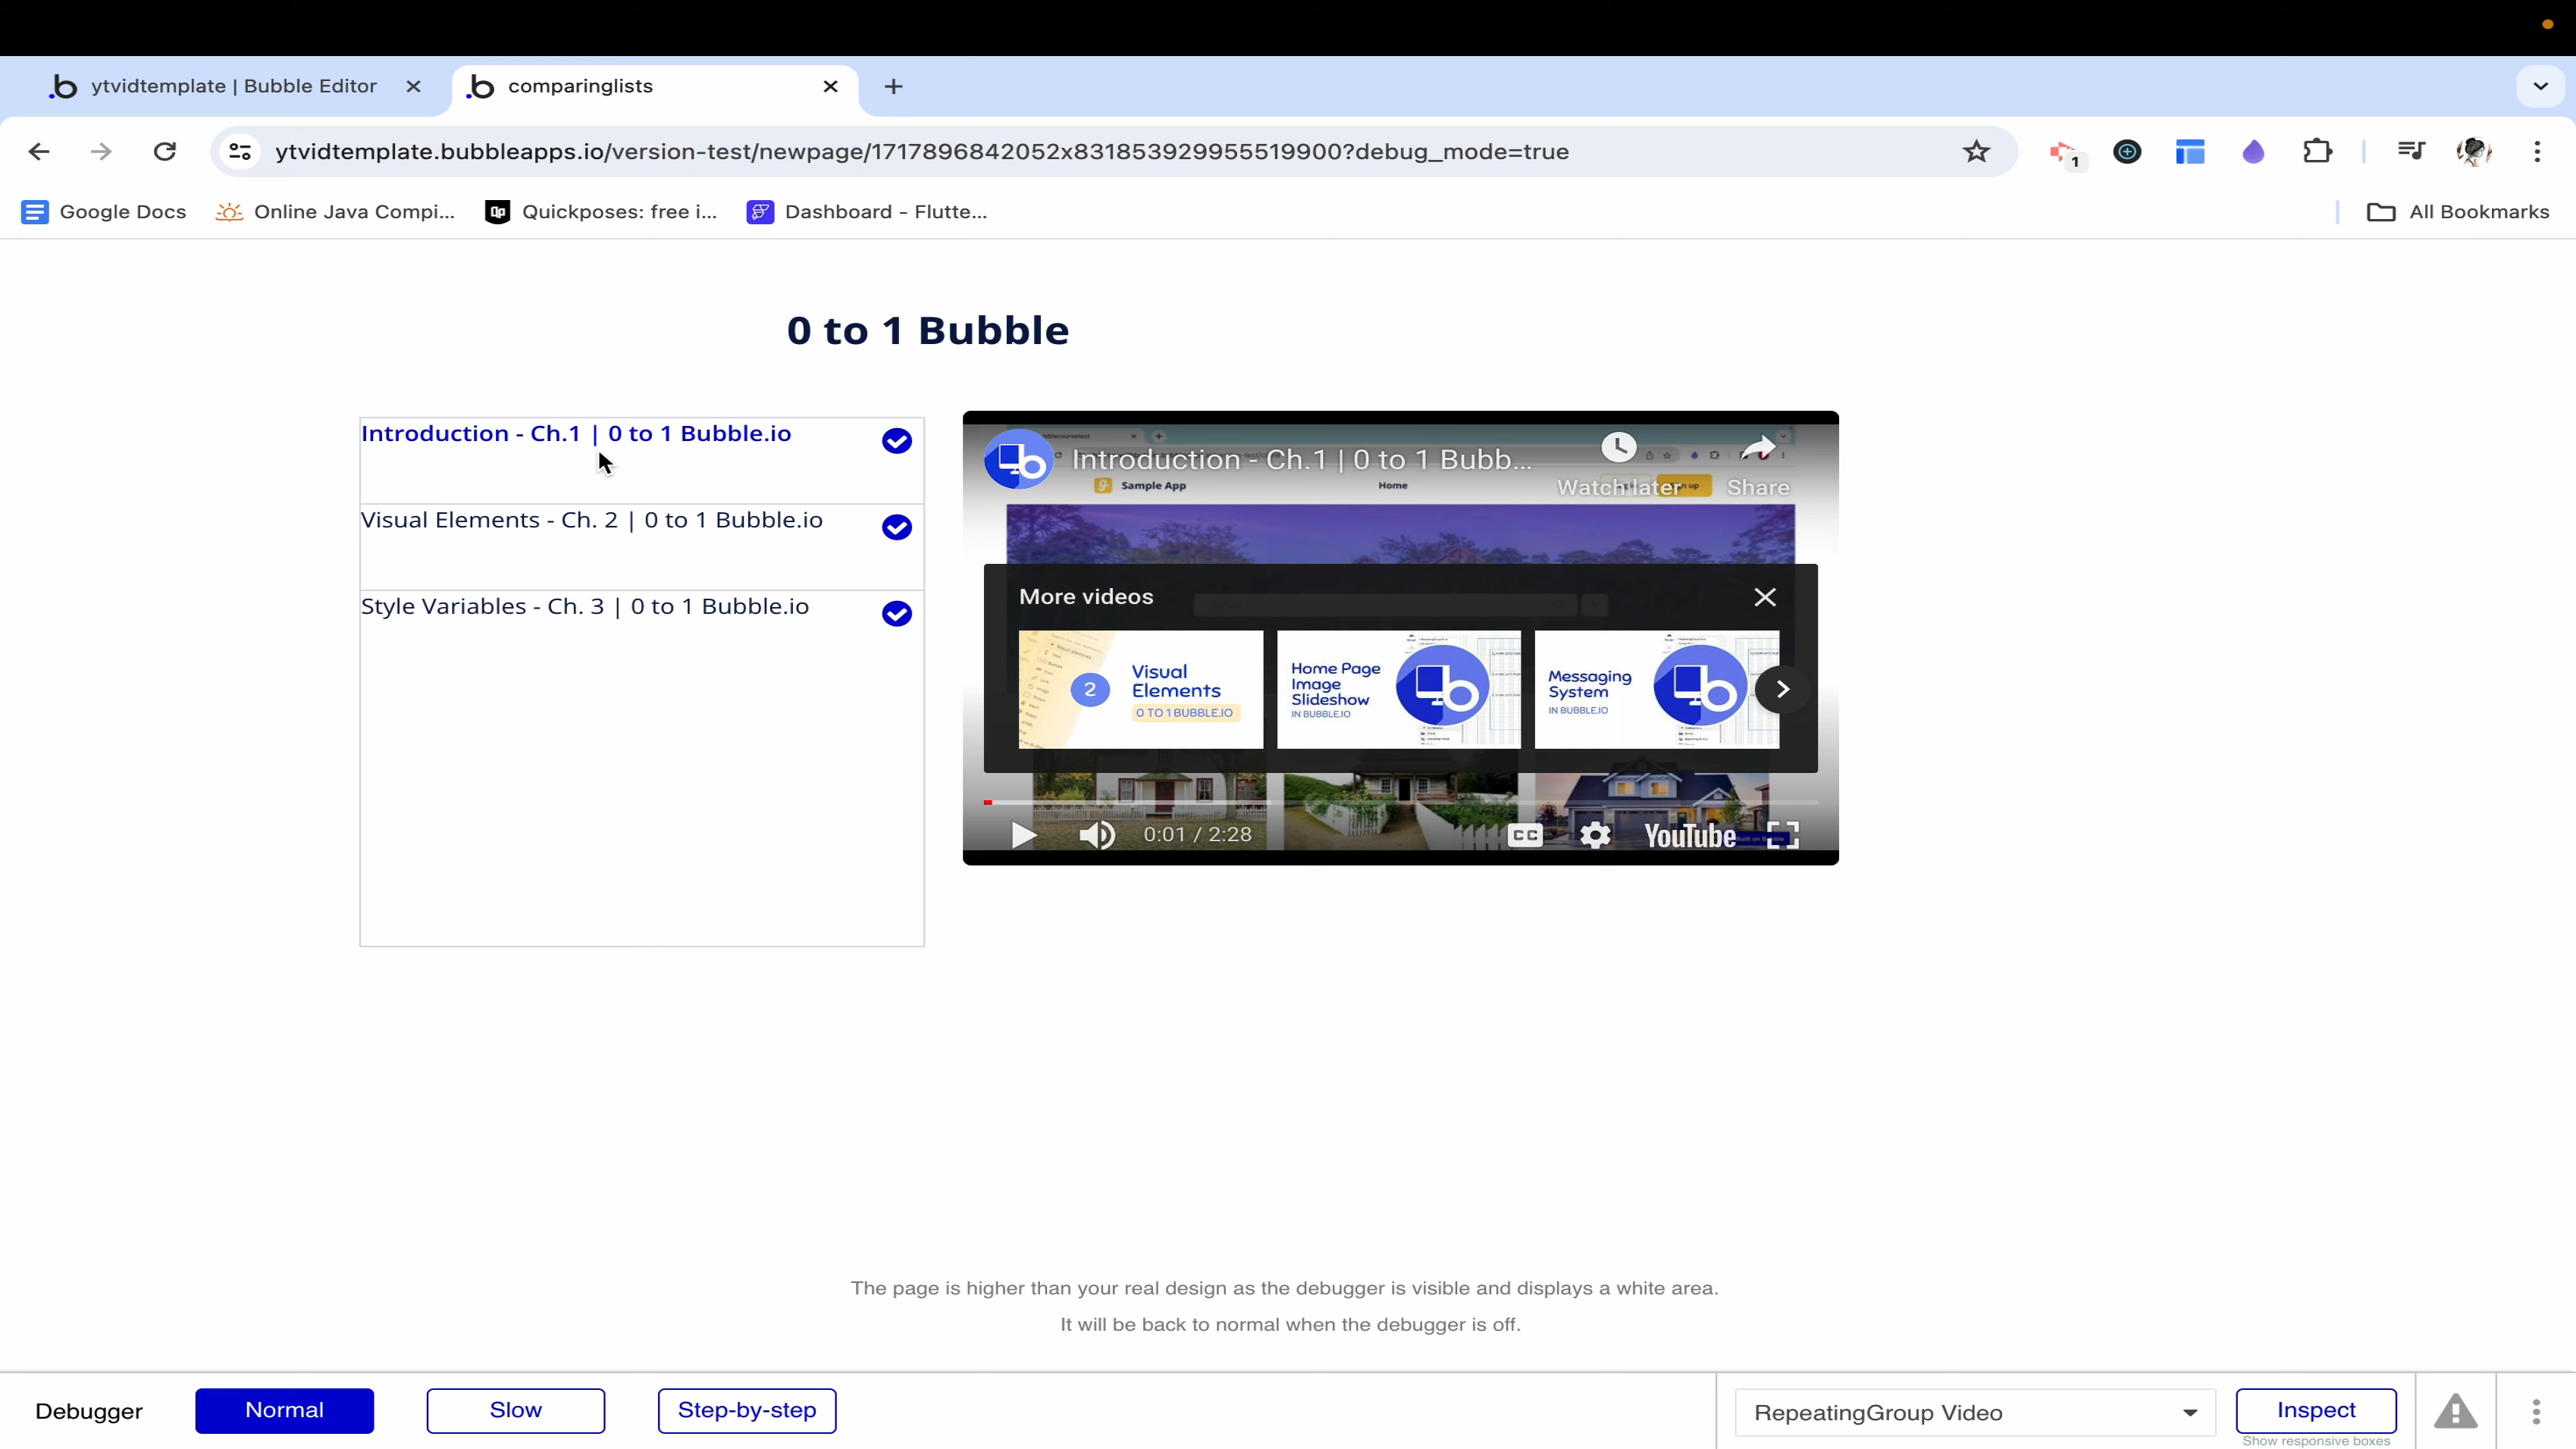 ytvidtemplate | Bubble Editor
comparinglists
ytvidtemplate.bubbleapps.io/version-test/newpage/1717896842052x831853929955519900?debug_mode=true
1
Google Docs
Online Java Compi...
Quickposes: free i...
Dashboard - Flutte...
All Bookmarks
0 to 1 Bubble
Introduction - Ch.1 | 0 to 1 Bubble.io
Visual Elements - Ch. 2 | 0 to 1 Bubble.io
Style Variables - Ch. 3 | 0 to 1 Bubble.io
Introduction - Ch.1 | 0 to 1 Bubb...
Watch later
Share
Sample App
Home
More videos
2
Visual
Elements
0 TO 1 BUBBLE.IO
Home Page
Image
Slideshow
IN BUBBLE.IO
Messaging
System
IN BUBBLE.IO
0:01 / 2:28
CC
YouTube
The page is higher than your real design as the debugger is visible and displays a white area.
It will be back to normal when the debugger is off.
Debugger
Normal
Slow
Step-by-step
RepeatingGroup Video
Inspect
Show responsive boxes